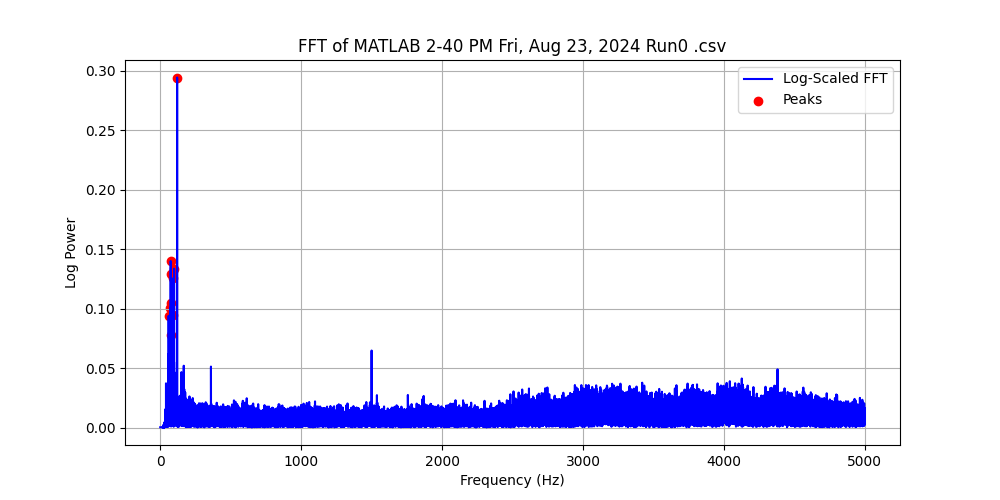 FFT of MATLAB 2-40 PM Fri, Aug 23, 2024 Run0 .csv
Log-Scaled FFT
Peaks
0.30
0.25
0.20
0.15
0.10
0.05
0.00
Log Power
0 1000 2000 3000 4000 5000
Frequency (Hz)